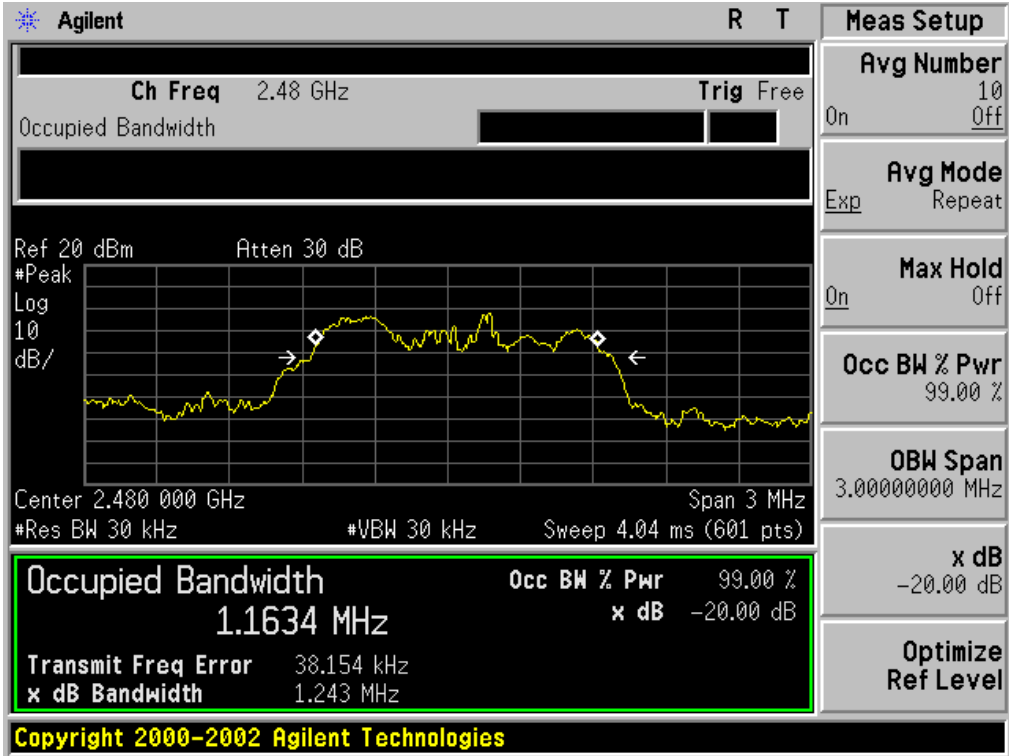 Agilent
R T
Ch Freq 2.48 GHz
Trig Free
Occupied Bandwidth
Ref 20 dBm
Atten 30 dB
#Peak
Log
10
dB/
Center 2.480 000 GHz
Span 3 MHz
#Res BW 30 kHz
#VBW 30 kHz
Sweep 4.04 ms (601 pts)
Occupied Bandwidth
1.1634 MHz
Occ BW % Pwr 99.00 %
x dB -20.00 dB
Transmit Freq Error 38.154 kHz
x dB Bandwidth 1.243 MHz
Copyright 2000-2002 Agilent Technologies
Meas Setup
Avg Number
10
On Off
Avg Mode
Exp Repeat
Max Hold
On Off
Occ BW % Pwr
99.00 %
OBW Span
3.00000000 MHz
x dB
-20.00 dB
Optimize
Ref Level